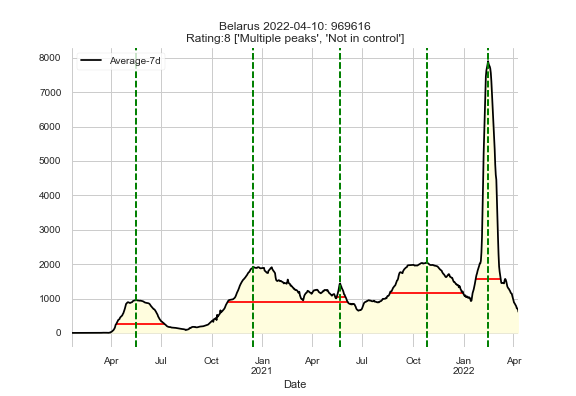 Belarus 2022-04-10: 969616
Rating:8 ['Multiple peaks', 'Not in control']
Average-7d
8000
7000
6000
5000
4000
3000
2000
1000
0
Apr Jul Oct Jan Apr Jul Oct Jan Apr
2021 2022
Date